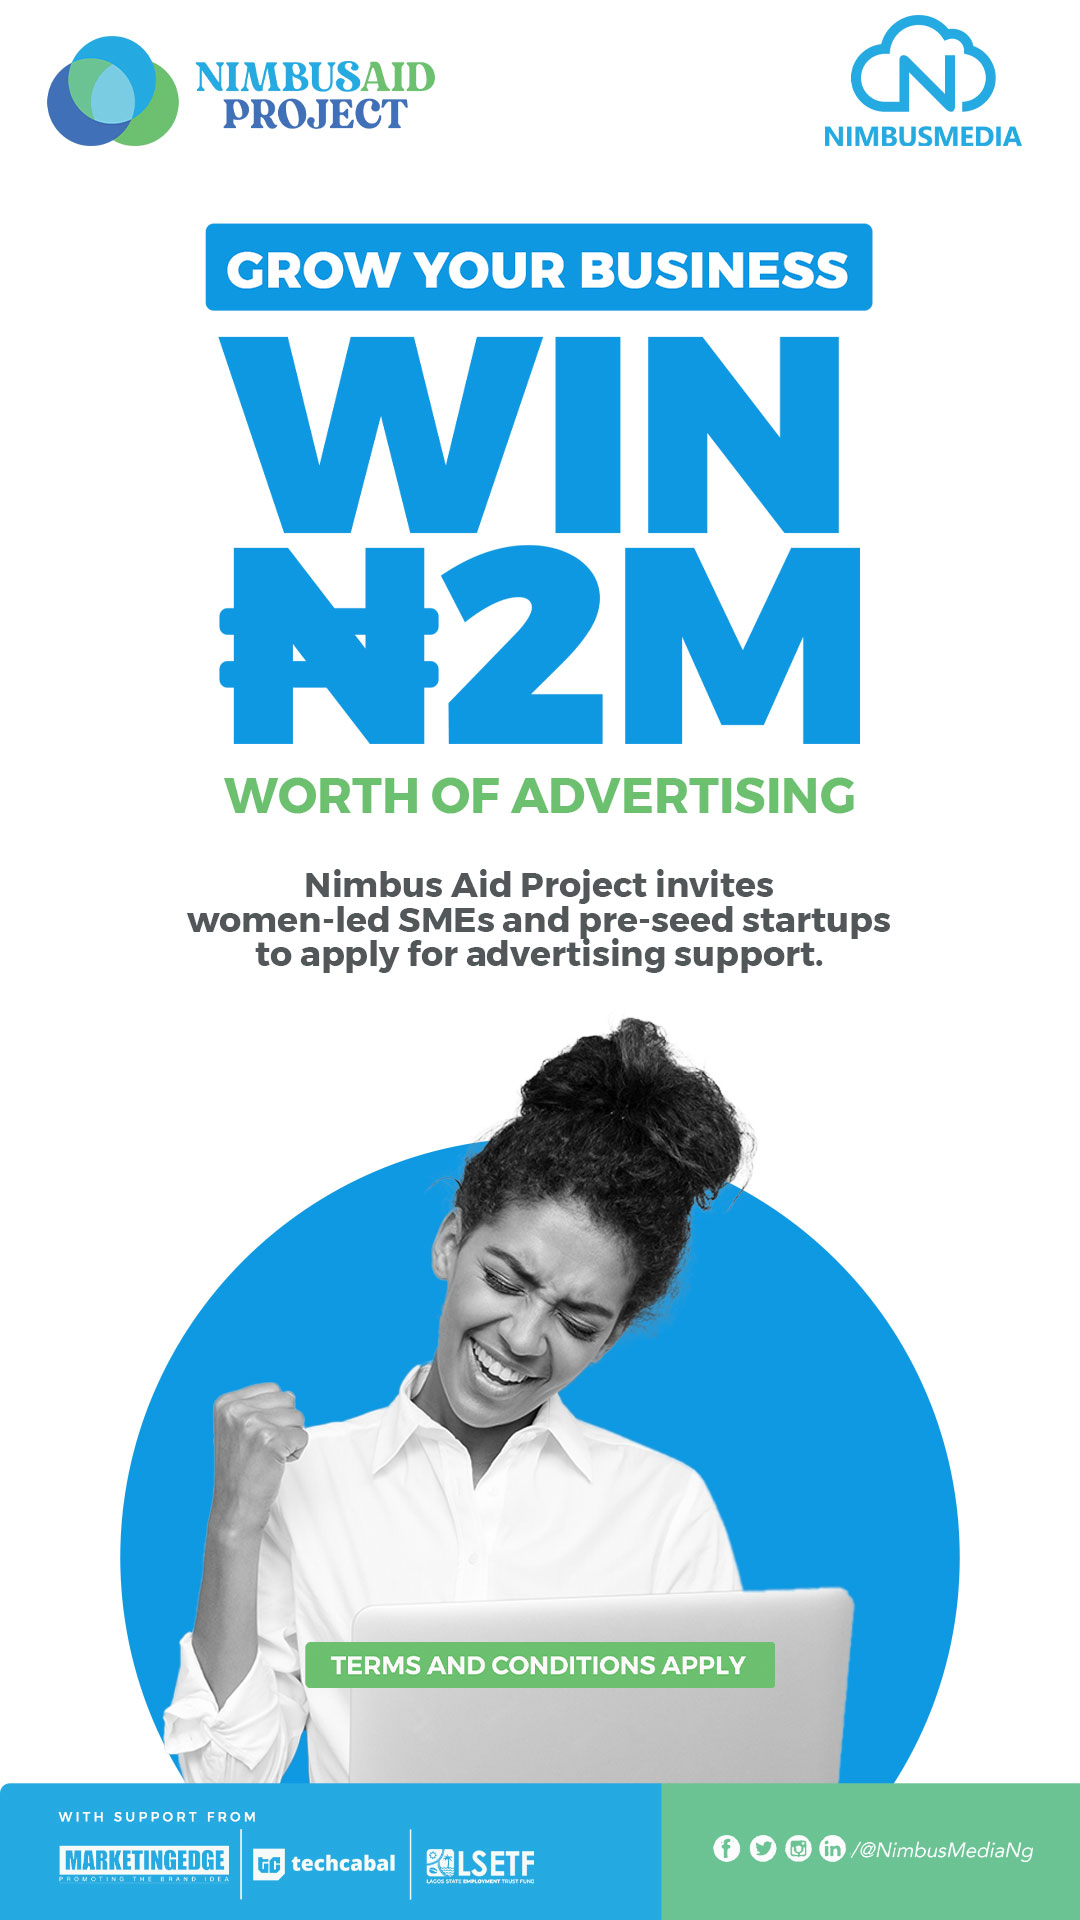 NIMBUSAID
PROJECT
N
NIMBUSMEDIA
GROW YOUR BUSINESS
WIN
₦2M
WORTH OF ADVERTISING
Nimbus Aid Project invites
women-led SMEs and pre-seed startups
to apply for advertising support.
TERMS AND CONDITIONS APPLY
WITH SUPPORT FROM
MARKETINGEDGE
PROMOTING THE BRAND IDEA
TC techcabal
LSETF
LAGOS STATE EMPLOYMENT TRUST FUND
/@NimbusMediaNg